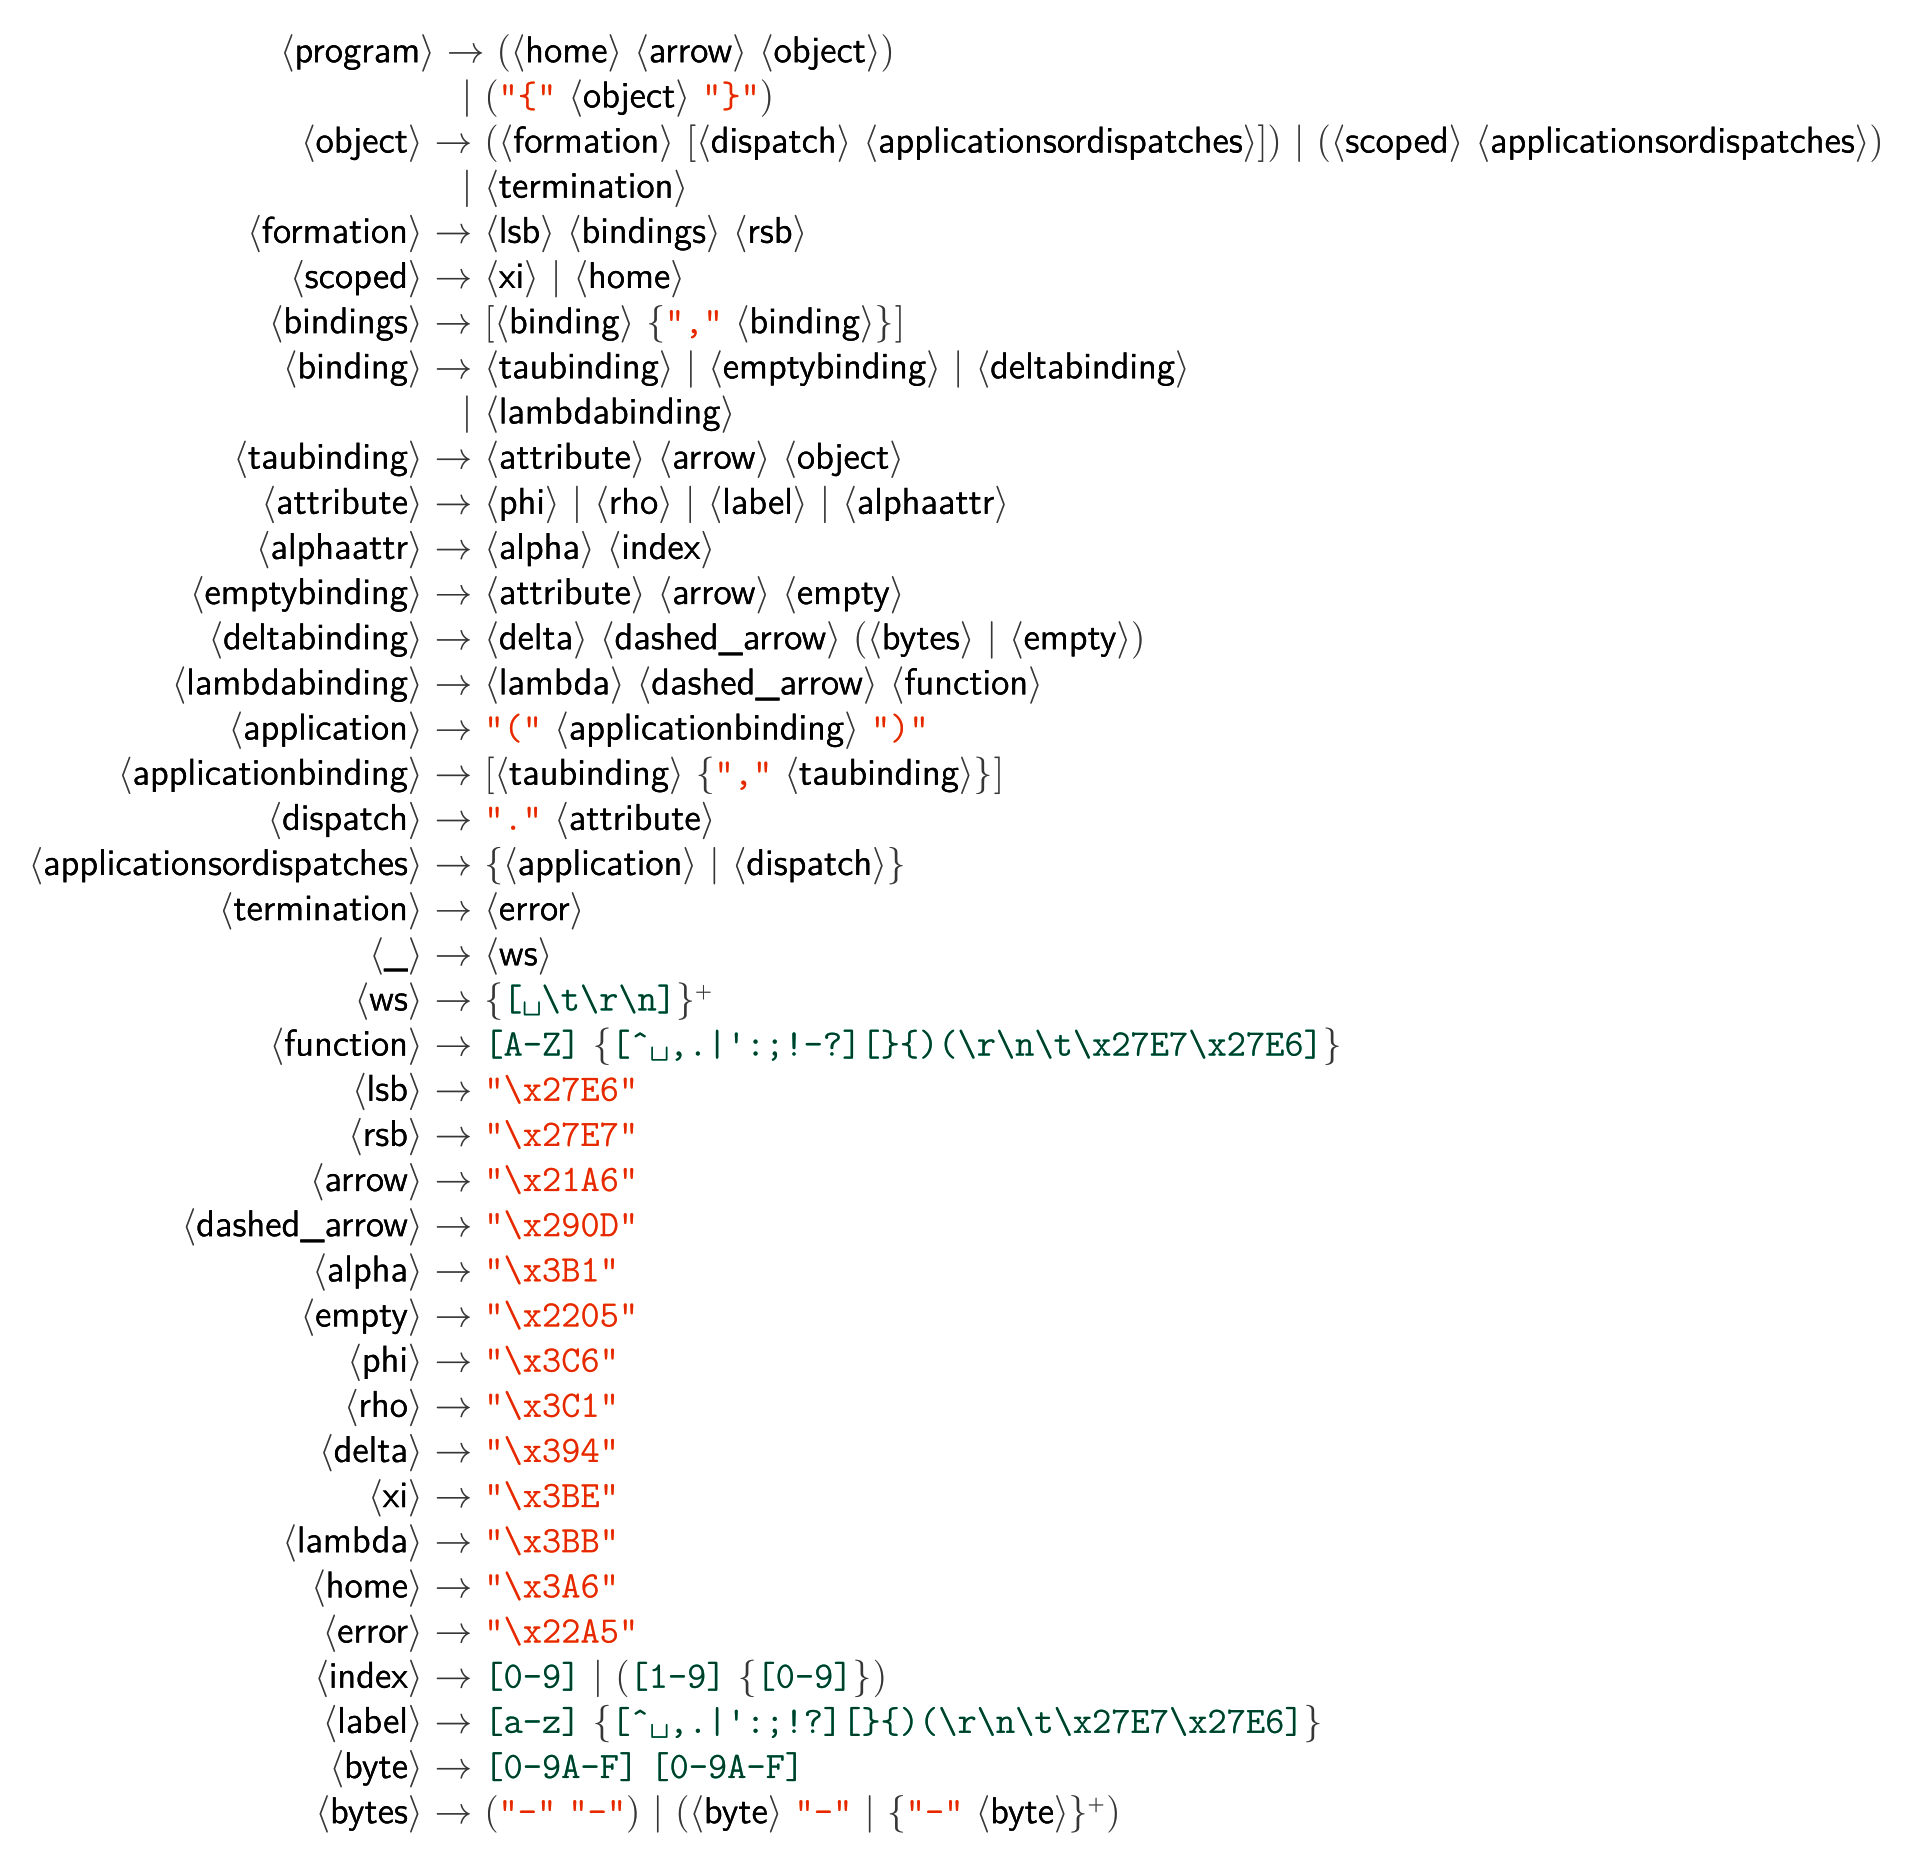 ⟨program⟩ → (⟨home⟩ ⟨arrow⟩ ⟨object⟩)
| ("{" ⟨object⟩ "}")
⟨object⟩ → (⟨formation⟩ [⟨dispatch⟩ ⟨applicationsordispatches⟩]) | (⟨scoped⟩ ⟨applicationsordispatches⟩)
| ⟨termination⟩
⟨formation⟩ → ⟨lsb⟩ ⟨bindings⟩ ⟨rsb⟩
⟨scoped⟩ → ⟨xi⟩ | ⟨home⟩
⟨bindings⟩ → [⟨binding⟩ {"," ⟨binding⟩}]
⟨binding⟩ → ⟨taubinding⟩ | ⟨emptybinding⟩ | ⟨deltabinding⟩
| ⟨lambdabinding⟩
⟨taubinding⟩ → ⟨attribute⟩ ⟨arrow⟩ ⟨object⟩
⟨attribute⟩ → ⟨phi⟩ | ⟨rho⟩ | ⟨label⟩ | ⟨alphaattr⟩
⟨alphaattr⟩ → ⟨alpha⟩ ⟨index⟩
⟨emptybinding⟩ → ⟨attribute⟩ ⟨arrow⟩ ⟨empty⟩
⟨deltabinding⟩ → ⟨delta⟩ ⟨dashed_arrow⟩ (⟨bytes⟩ | ⟨empty⟩)
⟨lambdabinding⟩ → ⟨lambda⟩ ⟨dashed_arrow⟩ ⟨function⟩
⟨application⟩ → "(" ⟨applicationbinding⟩ ")"
⟨applicationbinding⟩ → [⟨taubinding⟩ {"," ⟨taubinding⟩}]
⟨dispatch⟩ → "." ⟨attribute⟩
⟨applicationsordispatches⟩ → {⟨application⟩ | ⟨dispatch⟩}
⟨termination⟩ → ⟨error⟩
⟨_⟩ → ⟨ws⟩
⟨ws⟩ → {[␣\t\r\n]}⁺
⟨function⟩ → [A-Z] {[^␣,.|':;!-?][}{)(\r\n\t\x27E7\x27E6]}
⟨lsb⟩ → "\x27E6"
⟨rsb⟩ → "\x27E7"
⟨arrow⟩ → "\x21A6"
⟨dashed_arrow⟩ → "\x290D"
⟨alpha⟩ → "\x3B1"
⟨empty⟩ → "\x2205"
⟨phi⟩ → "\x3C6"
⟨rho⟩ → "\x3C1"
⟨delta⟩ → "\x394"
⟨xi⟩ → "\x3BE"
⟨lambda⟩ → "\x3BB"
⟨home⟩ → "\x3A6"
⟨error⟩ → "\x22A5"
⟨index⟩ → [0-9] | ([1-9] {[0-9]})
⟨label⟩ → [a-z] {[^␣,.|':;!?][}{)(\r\n\t\x27E7\x27E6]}
⟨byte⟩ → [0-9A-F] [0-9A-F]
⟨bytes⟩ → ("-" "-") | (⟨byte⟩ "-" | {"-" ⟨byte⟩}⁺)